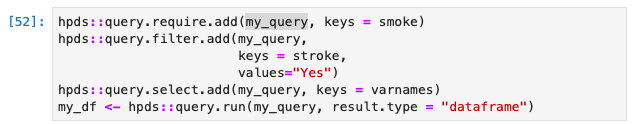 [52]: hpds::query.require.add(my_query, keys = smoke)
hpds::query.filter.add(my_query,
keys = stroke,
values="Yes")
hpds::query.select.add(my_query, keys = varnames)
my_df <- hpds::query.run(my_query, result.type = "dataframe")